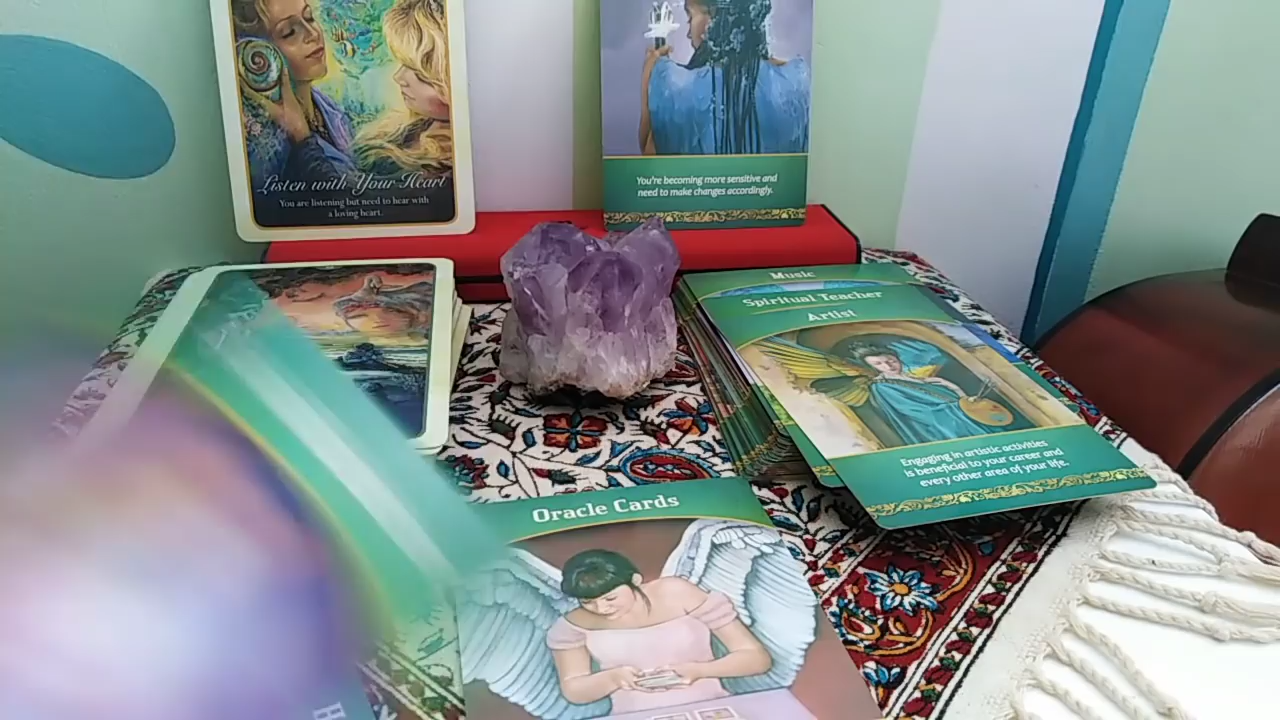 Listen with Your Heart
You are listening but need to hear with
a loving heart.
You're becoming more sensitive and
need to make changes accordingly.
Music
Spiritual Teacher
Artist
Engaging in artistic activities
is beneficial to your career and
every other area of your life.
Oracle Cards
H